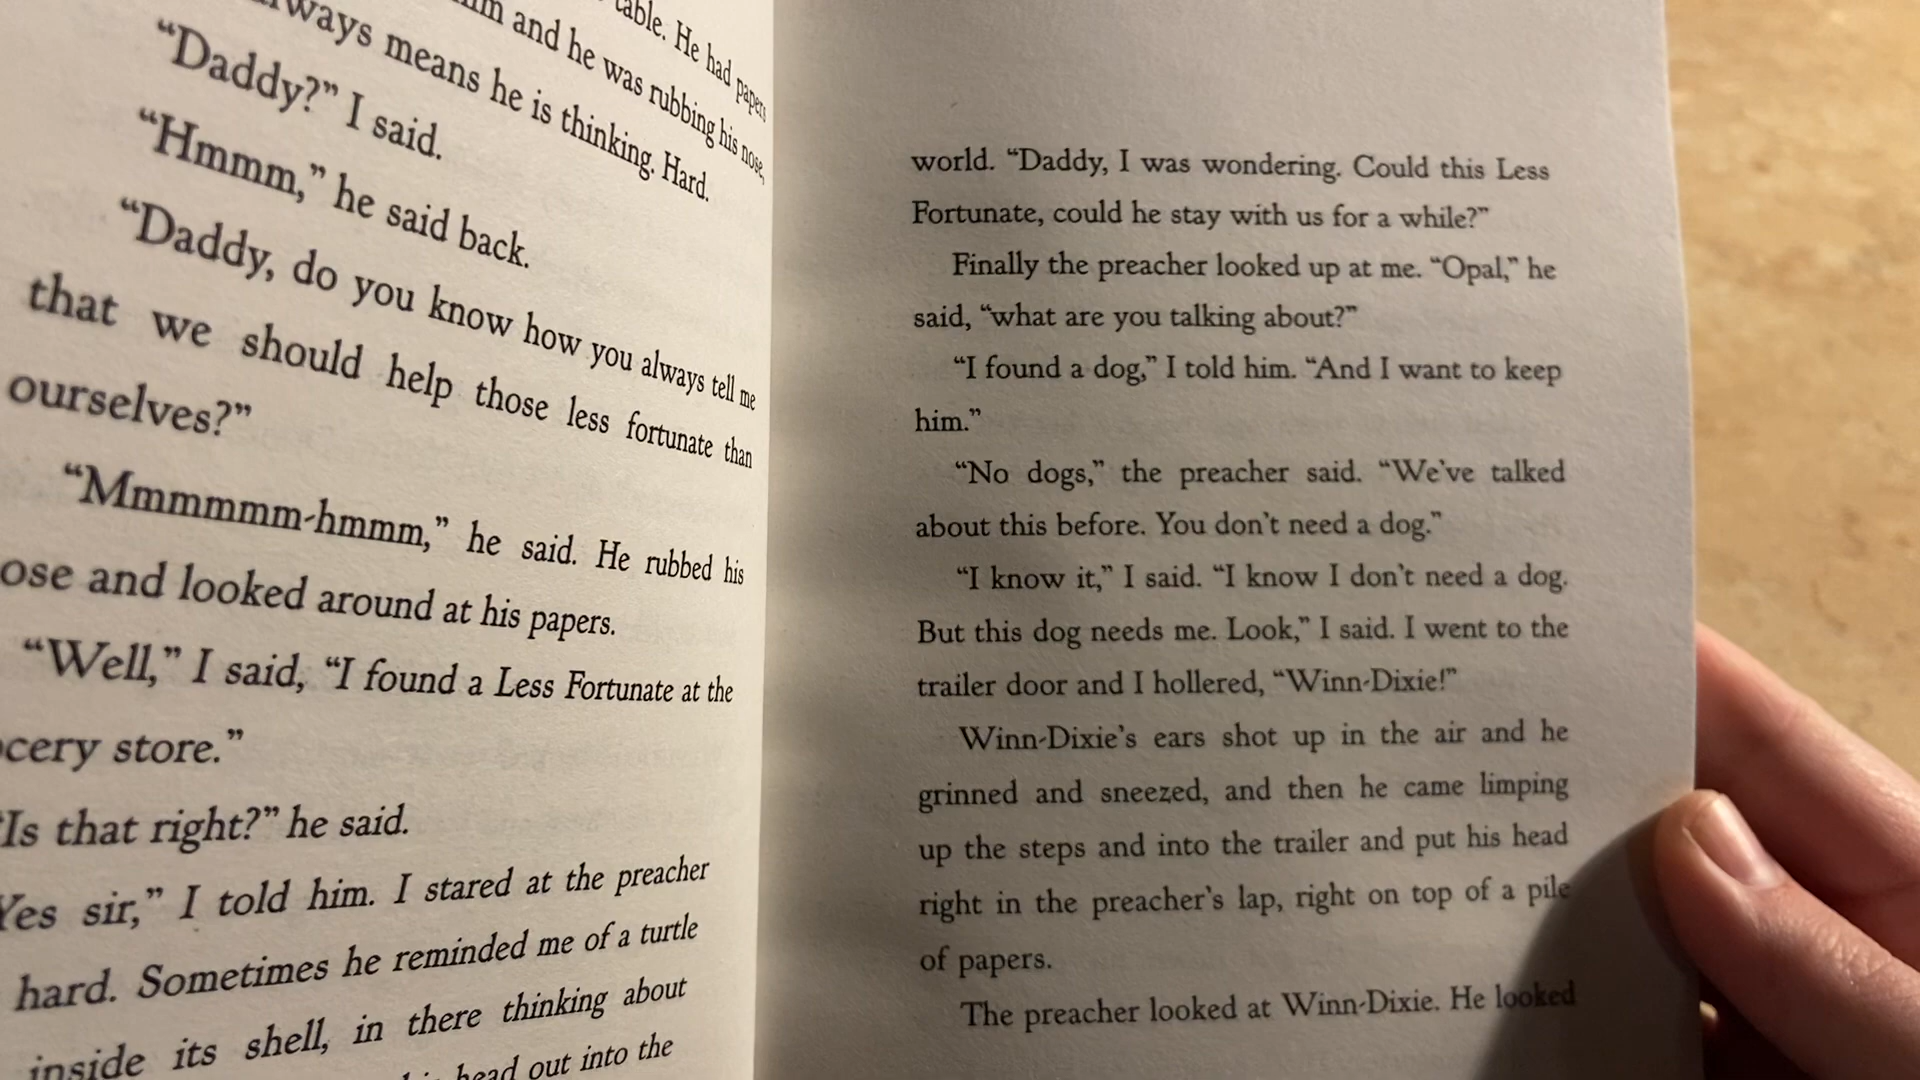 table. He had papers
and he was rubbing his nose,
always means he is thinking. Hard.
“Daddy?” I said.
“Hmmm,” he said back.
“Daddy, do you know how you always tell me
that we should help those less fortunate than
ourselves?”
“Mmmmmm-hmmm,” he said. He rubbed his
ose and looked around at his papers.
“Well,” I said, “I found a Less Fortunate at the
cery store.”
“Is that right?” he said.
Yes sir,” I told him. I stared at the preacher
hard. Sometimes he reminded me of a turtle
inside its shell, in there thinking about
head out into the
world. “Daddy, I was wondering. Could this Less
Fortunate, could he stay with us for a while?”
Finally the preacher looked up at me. “Opal,” he
said, “what are you talking about?”
“I found a dog,” I told him. “And I want to keep
him.”
“No dogs,” the preacher said. “We’ve talked
about this before. You don’t need a dog.”
“I know it,” I said. “I know I don’t need a dog.
But this dog needs me. Look,” I said. I went to the
trailer door and I hollered, “Winn-Dixie!”
Winn-Dixie’s ears shot up in the air and he
grinned and sneezed, and then he came limping
up the steps and into the trailer and put his head
right in the preacher’s lap, right on top of a pile
of papers.
The preacher looked at Winn-Dixie. He looked